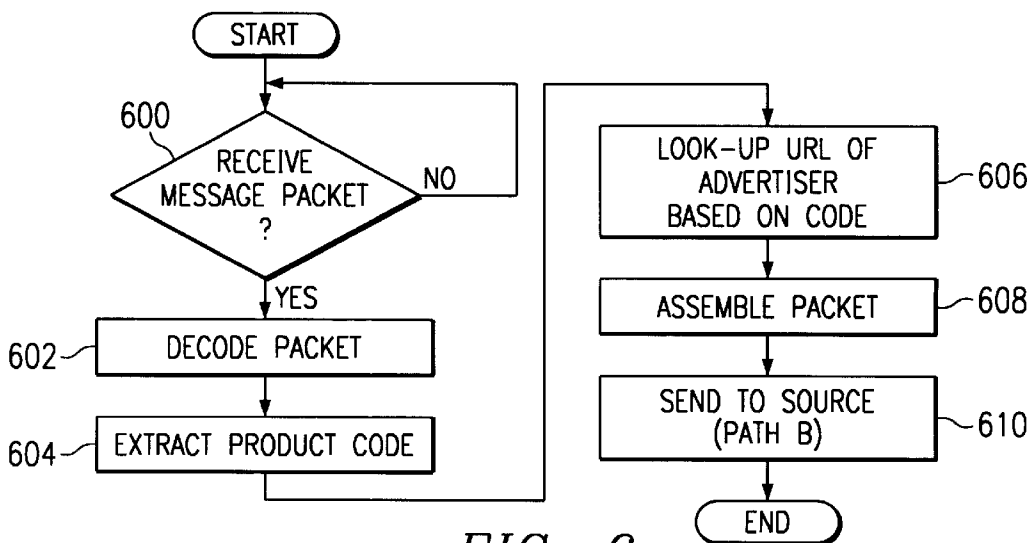 START
600
RECEIVE
MESSAGE PACKET
?
NO
YES
602
DECODE PACKET
604
EXTRACT PRODUCT CODE
LOOK-UP URL OF
ADVERTISER
BASED ON CODE
606
ASSEMBLE PACKET
608
SEND TO SOURCE
(PATH B)
610
END
FIG. 6